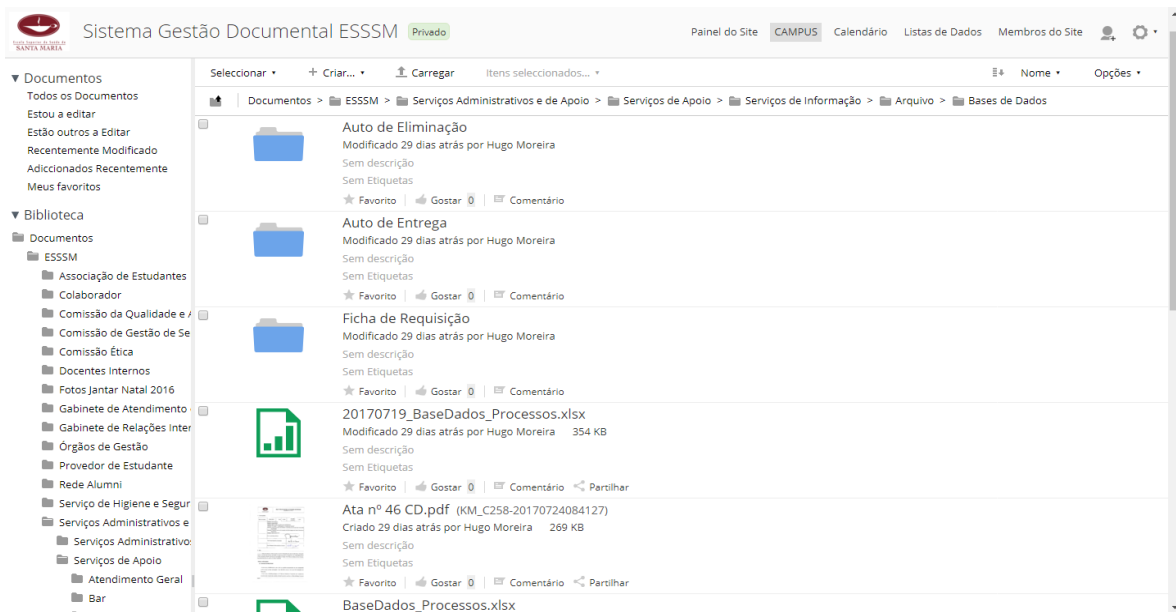 Escola Superior de Saúde de
SANTA MARIA
Sistema Gestão Documental ESSSM Privado
Painel do Site CAMPUS Calendário Listas de Dados Membros do Site
Documentos
Todos os Documentos
Estou a editar
Estão outros a Editar
Recentemente Modificado
Adiccionados Recentemente
Meus favoritos
Biblioteca
Documentos
ESSSM
Associação de Estudantes
Colaborador
Comissão da Qualidade e A
Comissão de Gestão de Se
Comissão Ética
Docentes Internos
Fotos Jantar Natal 2016
Gabinete de Atendimento
Gabinete de Relações Inter
Órgãos de Gestão
Provedor de Estudante
Rede Alumni
Serviço de Higiene e Segur
Serviços Administrativos e
Serviços Administrativos
Serviços de Apoio
Atendimento Geral
Bar
Seleccionar + Criar... Carregar Itens seleccionados... Nome Opções
Documentos > ESSSM > Serviços Administrativos e de Apoio > Serviços de Apoio > Serviços de Informação > Arquivo > Bases de Dados
Auto de Eliminação
Modificado 29 dias atrás por Hugo Moreira
Sem descrição
Sem Etiquetas
Favorito | Gostar 0 | Comentário
Auto de Entrega
Modificado 29 dias atrás por Hugo Moreira
Sem descrição
Sem Etiquetas
Favorito | Gostar 0 | Comentário
Ficha de Requisição
Modificado 29 dias atrás por Hugo Moreira
Sem descrição
Sem Etiquetas
Favorito | Gostar 0 | Comentário
20170719_BaseDados_Processos.xlsx
Modificado 29 dias atrás por Hugo Moreira 354 KB
Sem descrição
Sem Etiquetas
Favorito | Gostar 0 | Comentário Partilhar
Ata nº 46 CD.pdf (KM_C258-20170724084127)
Criado 29 dias atrás por Hugo Moreira 269 KB
Sem descrição
Sem Etiquetas
Favorito | Gostar 0 | Comentário Partilhar
BaseDados_Processos.xlsx